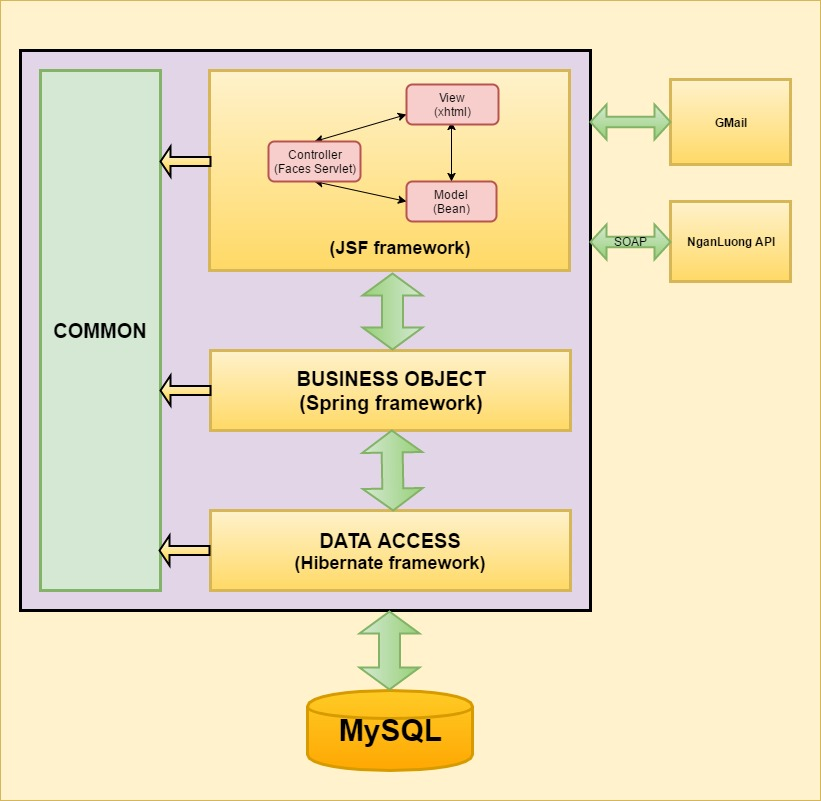 View
(xhtml)
GMail
Controller
(Faces Servlet)
Model
(Bean)
(JSF framework)
SOAP
NganLuong API
COMMON
BUSINESS OBJECT
(Spring framework)
DATA ACCESS
(Hibernate framework)
MySQL